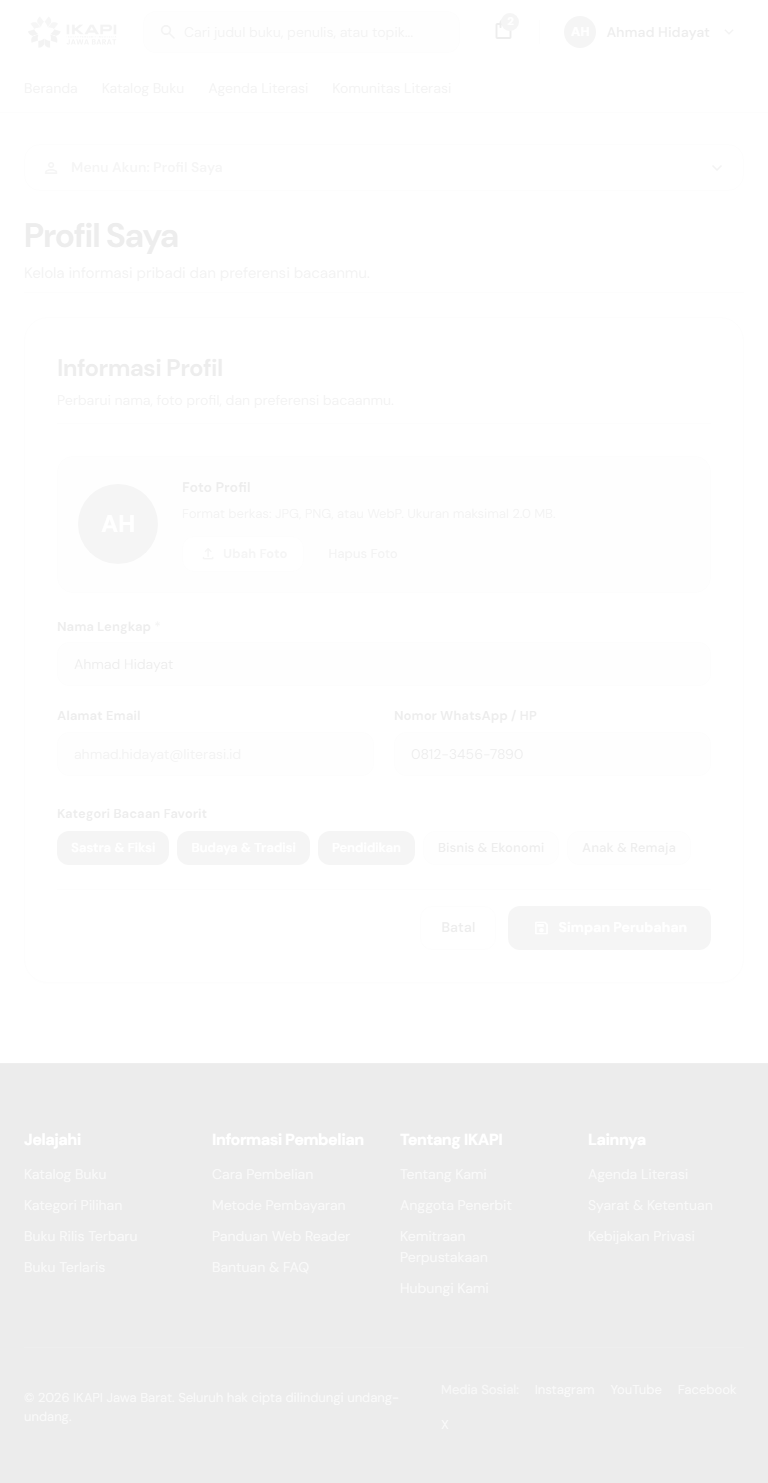 IKAPI
JAWA BARAT
Cari judul buku, penulis, atau topik...
2
AH
Ahmad Hidayat
Beranda
Katalog Buku
Agenda Literasi
Komunitas Literasi
Menu Akun: Profil Saya
Profil Saya
Kelola informasi pribadi dan preferensi bacaanmu.
Informasi Profil
Perbarui nama, foto profil, dan preferensi bacaanmu.
AH
Foto Profil
Format berkas: JPG, PNG, atau WebP. Ukuran maksimal 2.0 MB.
Ubah Foto
Hapus Foto
Nama Lengkap *
Ahmad Hidayat
Alamat Email
Nomor WhatsApp / HP
ahmad.hidayat@literasi.id
0812-3456-7890
Kategori Bacaan Favorit
Sastra & Fiksi
Budaya & Tradisi
Pendidikan
Bisnis & Ekonomi
Anak & Remaja
Batal
Simpan Perubahan
Jelajahi
Katalog Buku
Kategori Pilihan
Buku Rilis Terbaru
Buku Terlaris
Informasi Pembelian
Cara Pembelian
Metode Pembayaran
Panduan Web Reader
Bantuan & FAQ
Tentang IKAPI
Tentang Kami
Anggota Penerbit
Kemitraan
Perpustakaan
Hubungi Kami
Lainnya
Agenda Literasi
Syarat & Ketentuan
Kebijakan Privasi
© 2026 IKAPI Jawa Barat. Seluruh hak cipta dilindungi undang-
undang.
Media Sosial:
Instagram
YouTube
Facebook
X